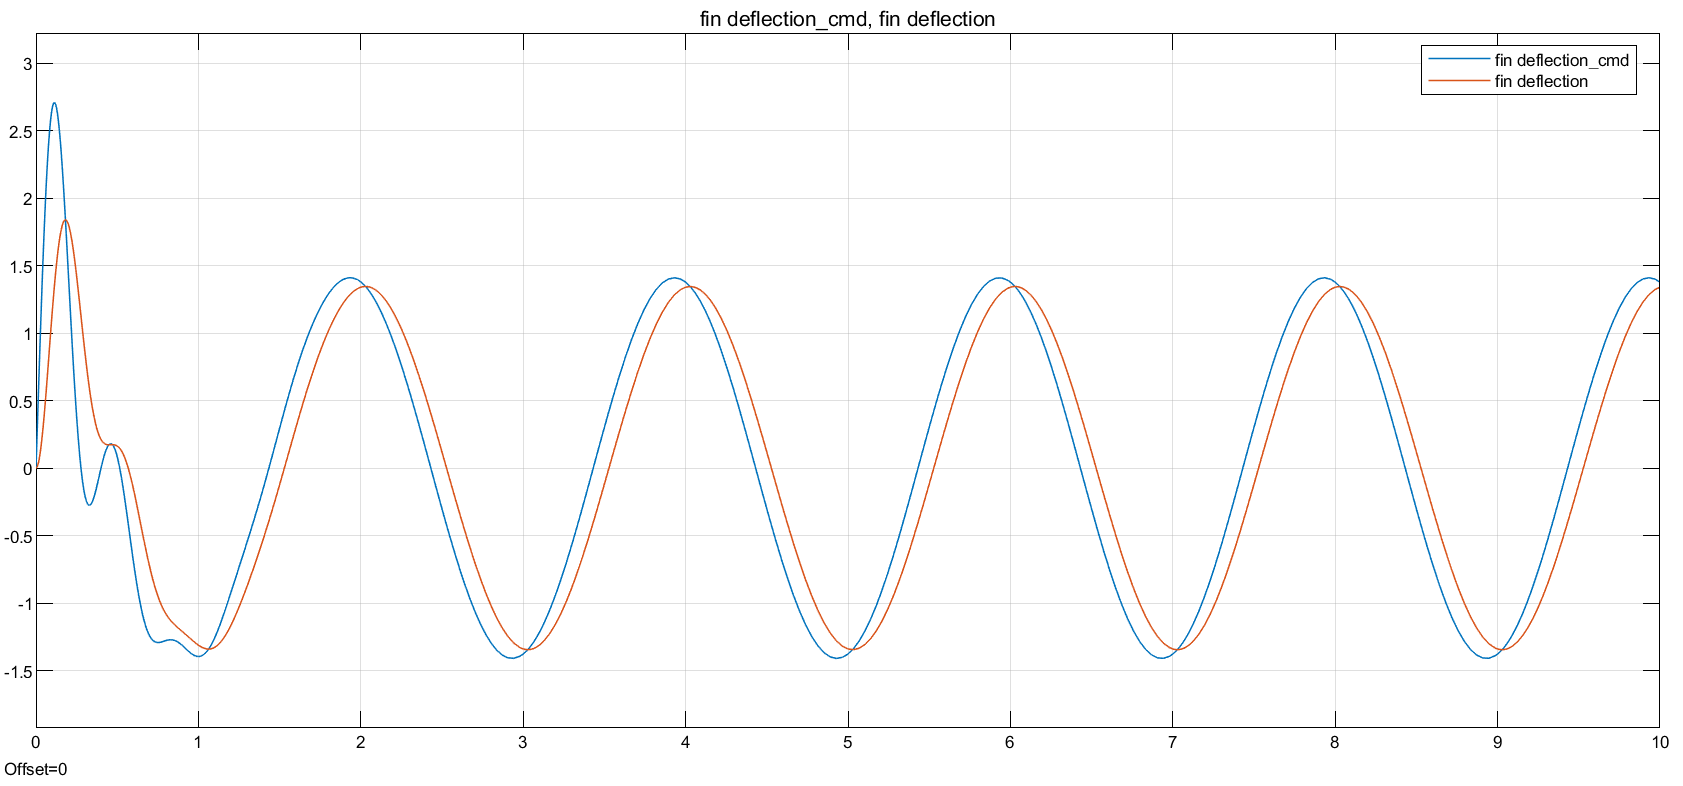 fin deflection_cmd, fin deflection
fin deflection_cmd
fin deflection
3
2.5
2
1.5
1
0.5
0
-0.5
-1
-1.5
0 1 2 3 4 5 6 7 8 9 10
Offset=0